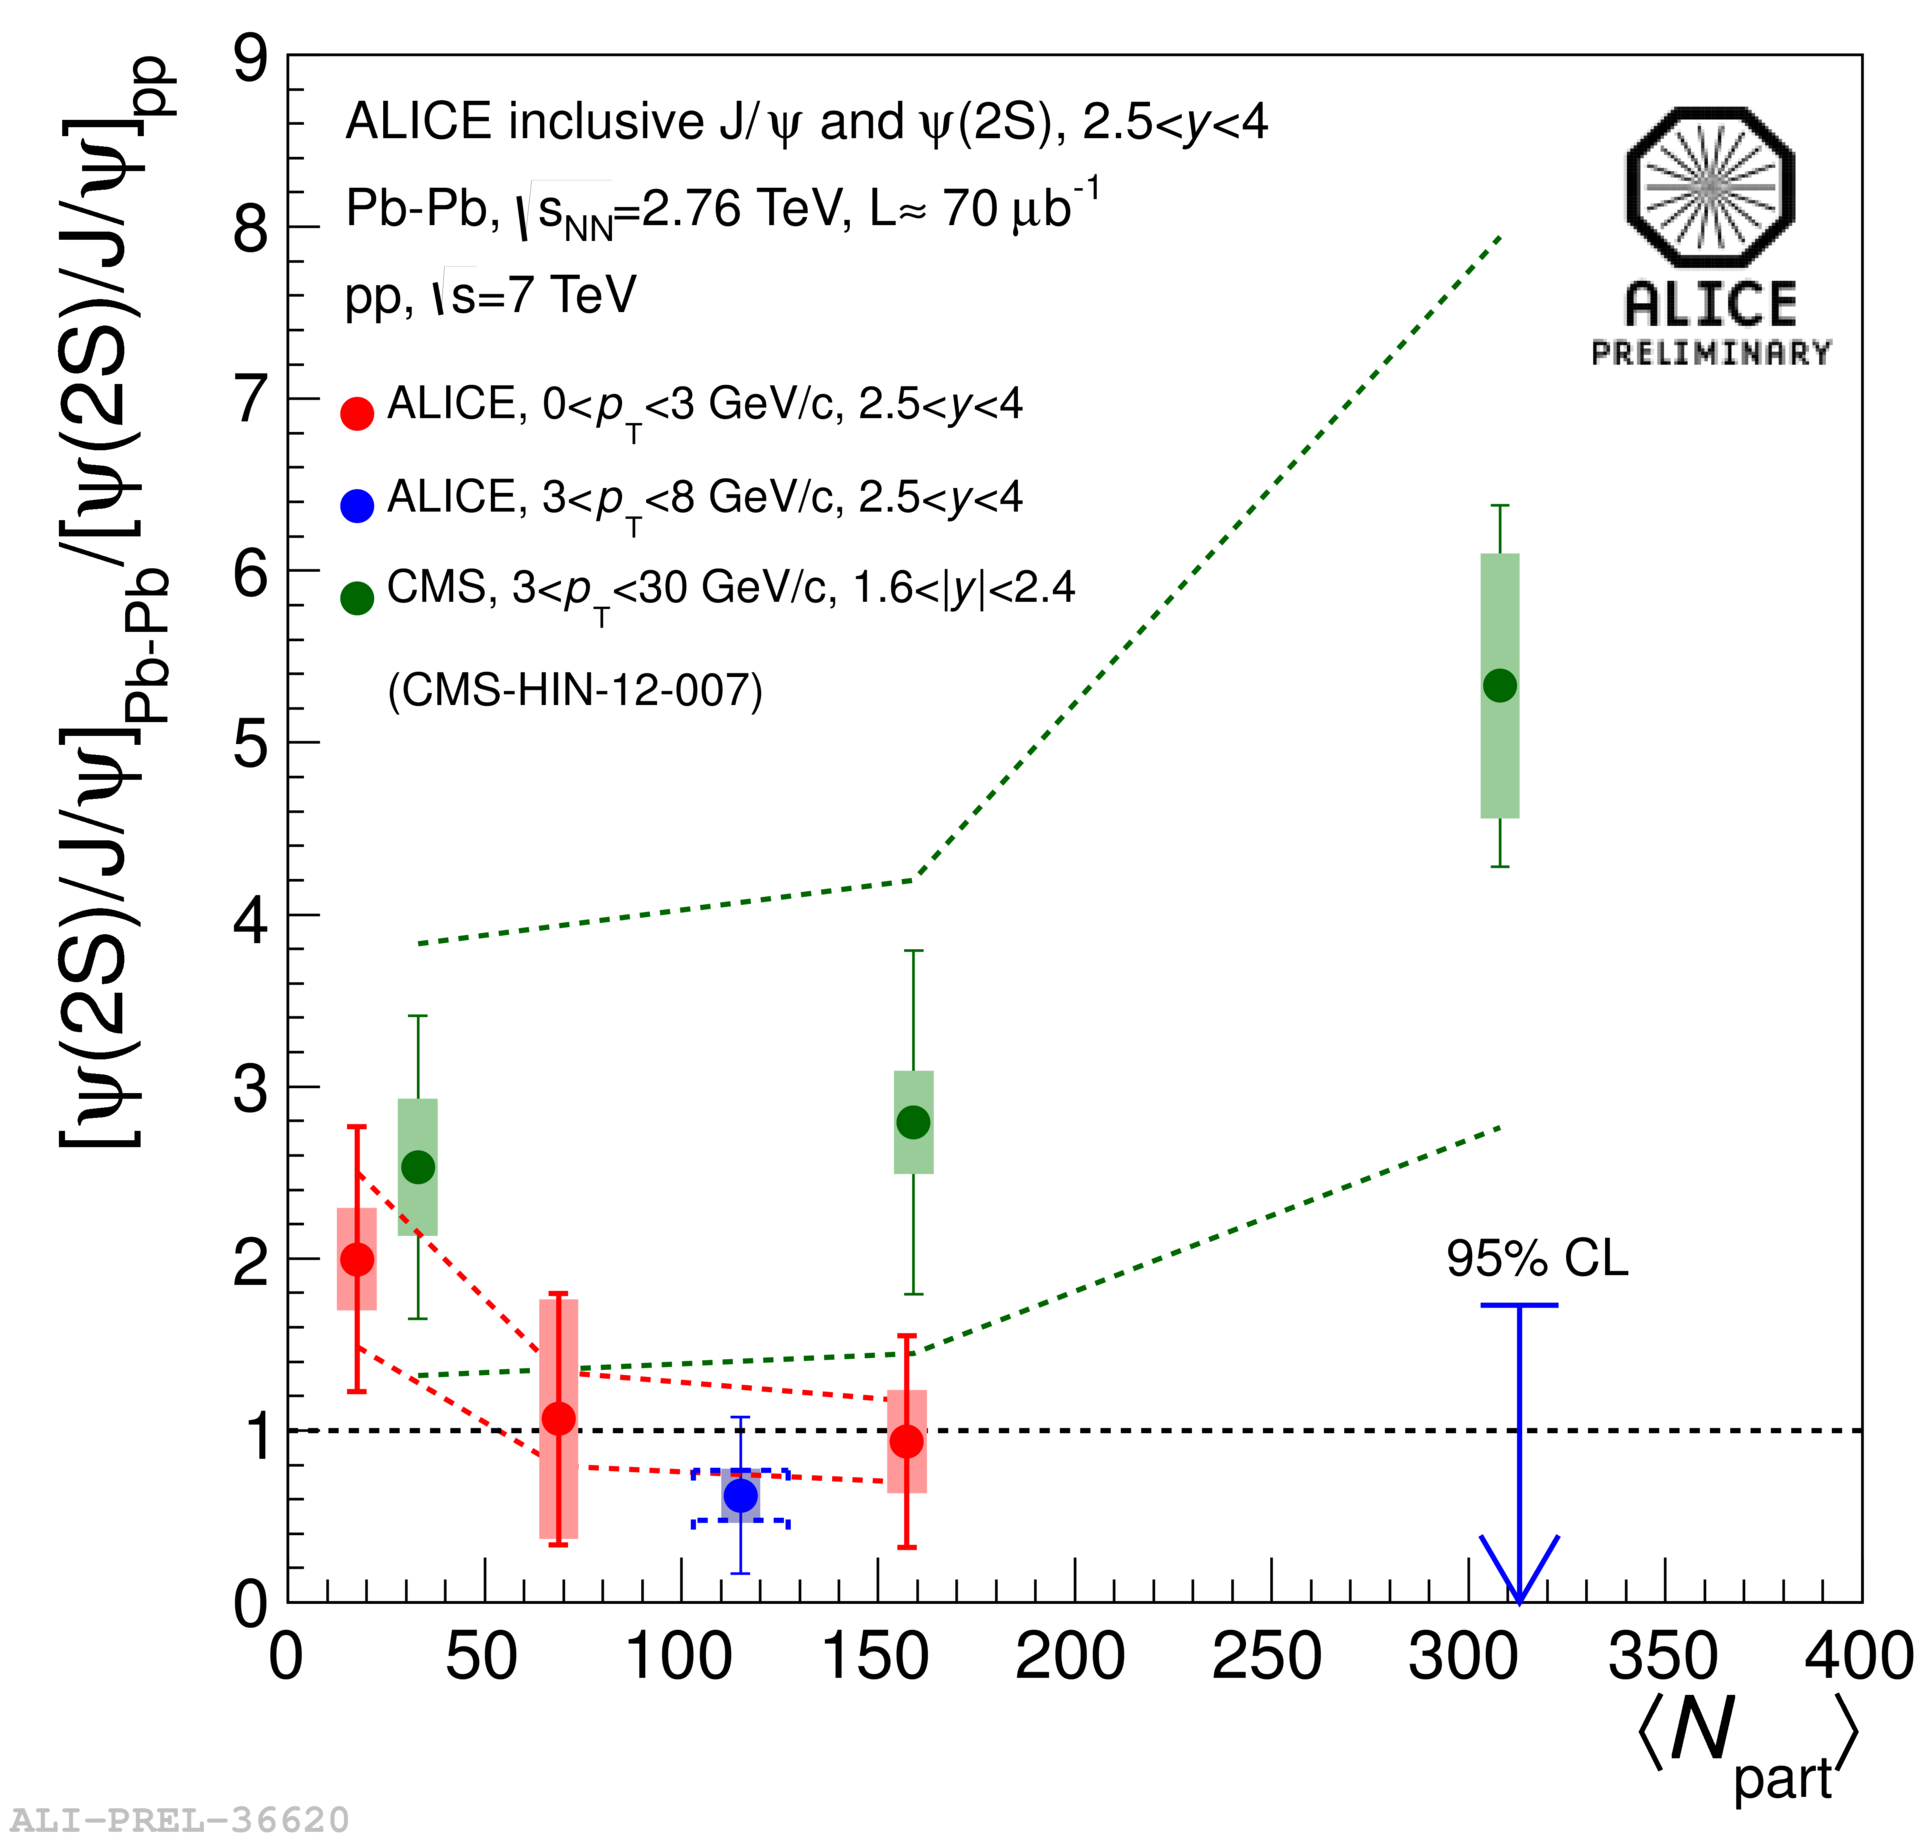 [ψ(2S)/J/ψ]Pb-Pb/[ψ(2S)/J/ψ]pp
ALICE inclusive J/ψ and ψ(2S), 2.5<y<4
Pb-Pb, √sNN=2.76 TeV, L≈ 70 μb-1
pp, √s=7 TeV
ALICE, 0<pT<3 GeV/c, 2.5<y<4
ALICE, 3<pT<8 GeV/c, 2.5<y<4
CMS, 3<pT<30 GeV/c, 1.6<|y|<2.4
(CMS-HIN-12-007)
ALICE
PRELIMINARY
95% CL
9
8
7
6
5
4
3
2
1
0
0 50 100 150 200 250 300 350 400
⟨Npart⟩
ALI-PREL-36620